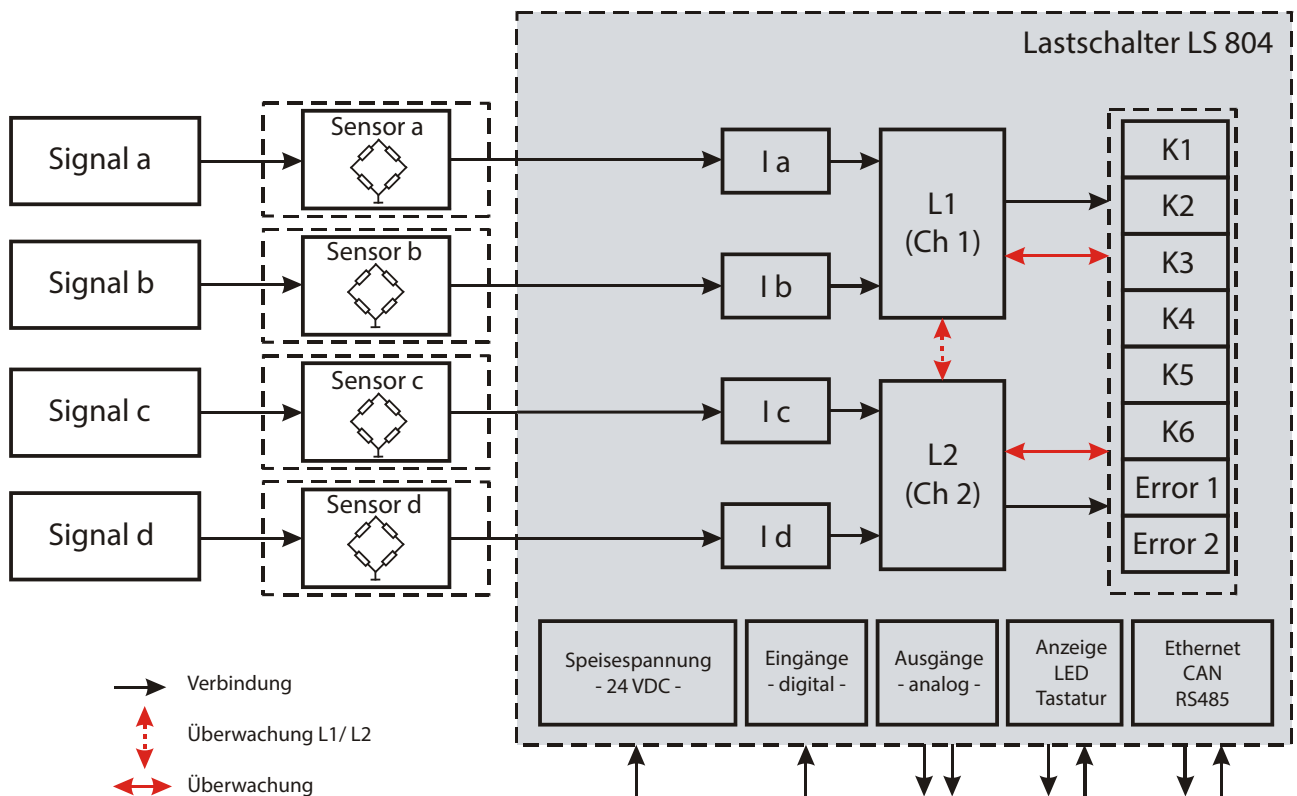 Lastschalter LS 804
Signal a
Sensor a
I a
L1
(Ch 1)
K1
K2
K3
K4
K5
K6
Error 1
Error 2
Signal b
Sensor b
I b
Signal c
Sensor c
I c
L2
(Ch 2)
Signal d
Sensor d
I d
Speisespannung
- 24 VDC -
Eingänge
- digital -
Ausgänge
- analog -
Anzeige
LED
Tastatur
Ethernet
CAN
RS485
Verbindung
Überwachung L1/ L2
Überwachung